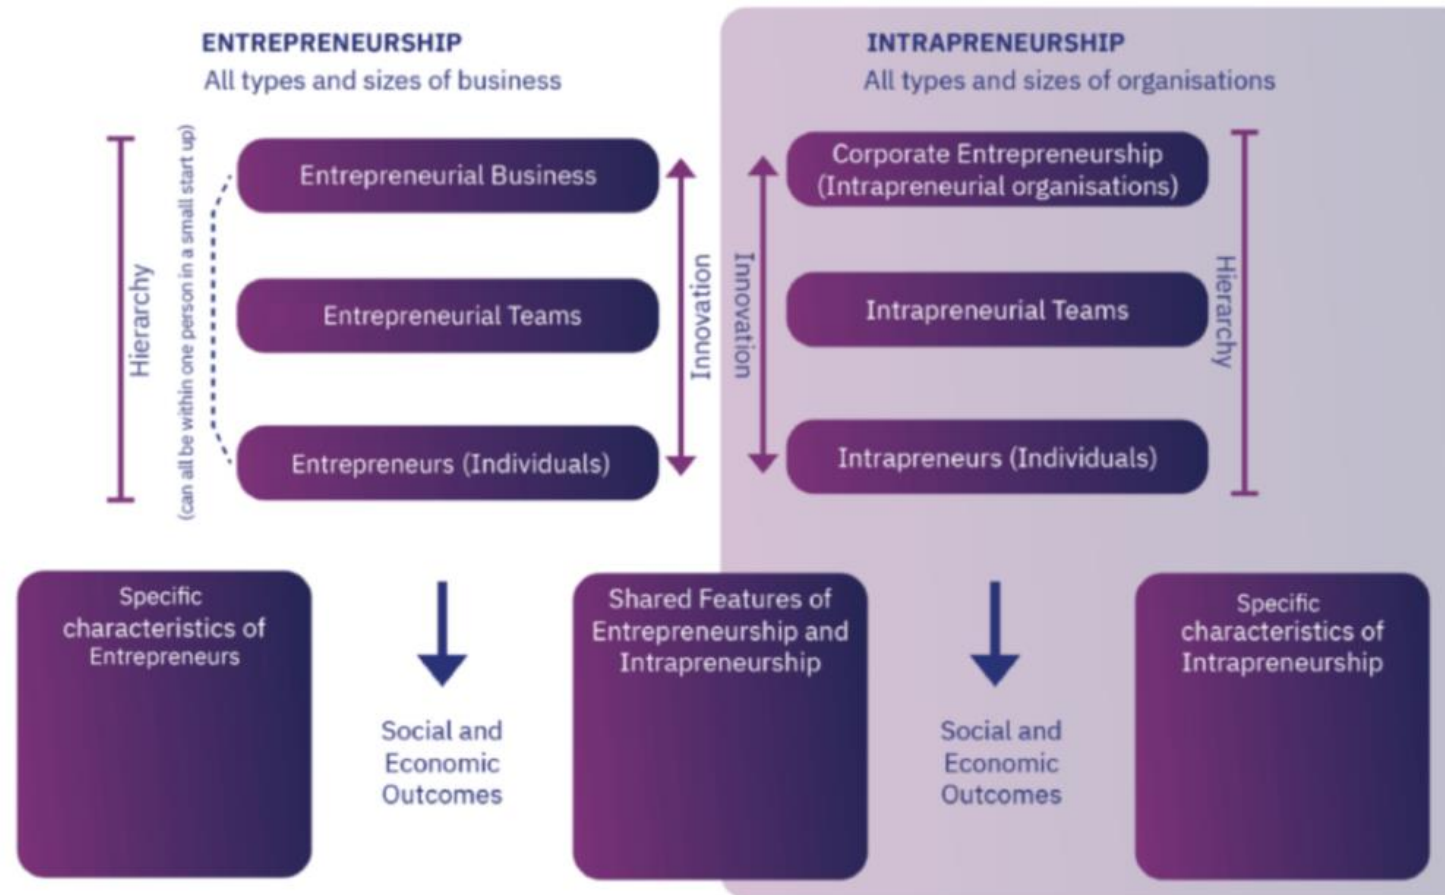 ENTREPRENEURSHIP
All types and sizes of business
Hierarchy
(can all be within one person in a small start up)
Entrepreneurial Business
Entrepreneurial Teams
Entrepreneurs (Individuals)
Innovation
INTRAPRENEURSHIP
All types and sizes of organisations
Innovation
Corporate Entrepreneurship
(Intrapreneurial organisations)
Intrapreneurial Teams
Intrapreneurs (Individuals)
Hierarchy
Specific
characteristics of
Entrepreneurs
Social and
Economic
Outcomes
Shared Features of
Entrepreneurship and
Intrapreneurship
Social and
Economic
Outcomes
Specific
characteristics of
Intrapreneurship